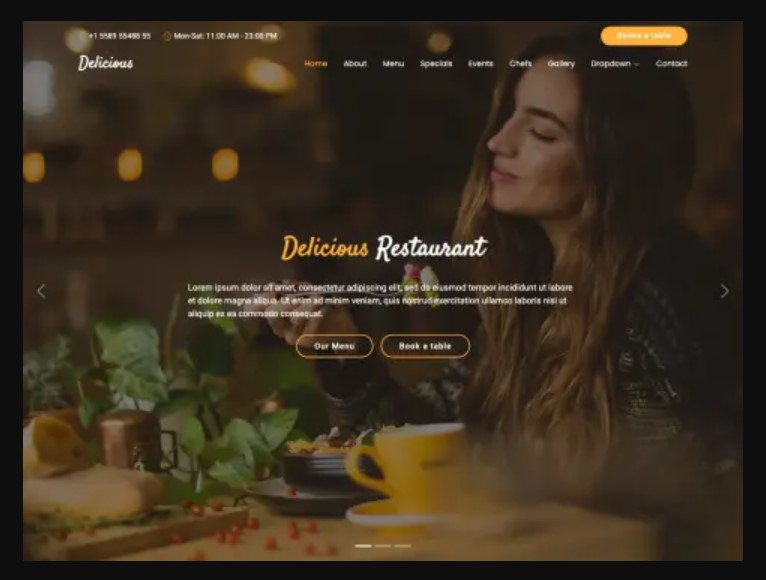 +1 5589 55488 55
Mon-Sat: 11:00 AM - 23:00 PM
Book a table
Delicious
Home About Menu Specials Events Chefs Gallery Dropdown Contact
Delicious Restaurant
Lorem ipsum dolor sit amet, consectetur adipiscing elit, sed do eiusmod tempor incididunt ut labore
et dolore magna aliqua. Ut enim ad minim veniam, quis nostrud exercitation ullamco laboris nisi ut
aliquip ex ea commodo consequat.
Our Menu
Book a table